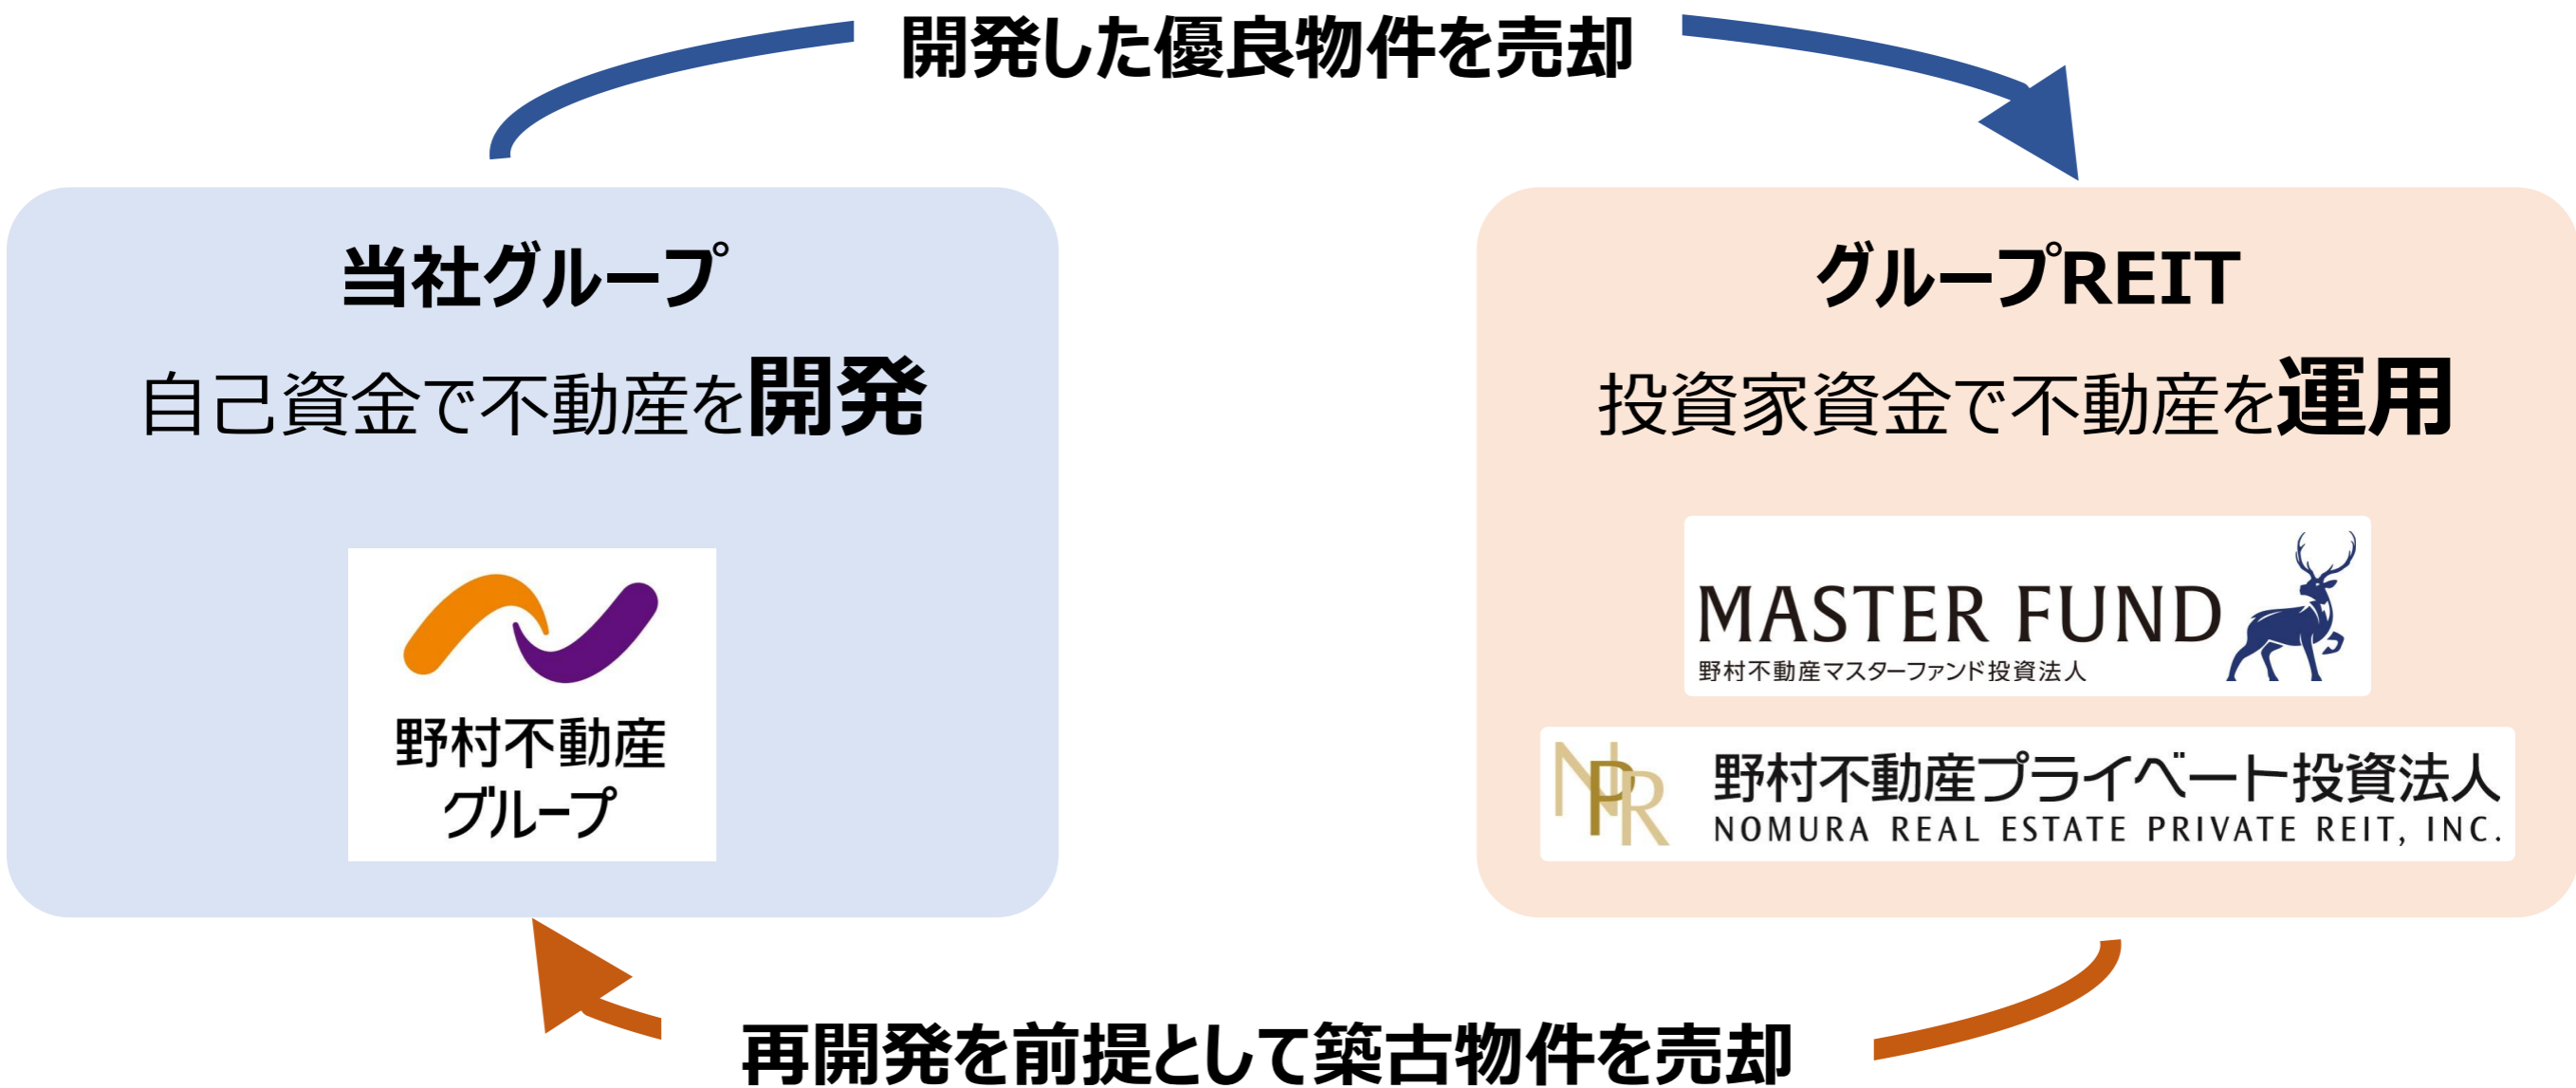 開発した優良物件を売却
当社グループ
自己資金で不動産を開発
野村不動産
グループ
グループREIT
投資家資金で不動産を運用
MASTER FUND
野村不動産マスターファンド投資法人
NPR
野村不動産プライベート投資法人
NOMURA REAL ESTATE PRIVATE REIT, INC.
再開発を前提として築古物件を売却